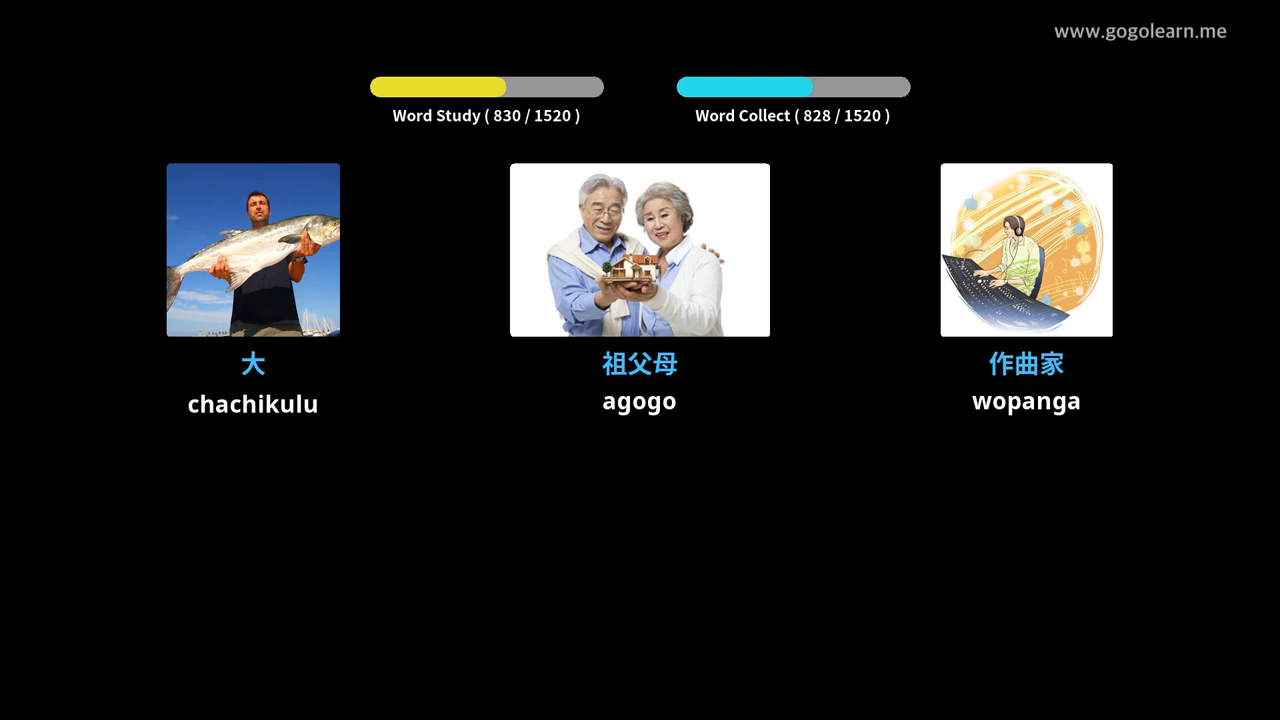 www.gogolearn.me
Word Study ( 830 / 1520 )
Word Collect ( 828 / 1520 )
大
chachikulu
祖父母
agogo
作曲家
wopanga